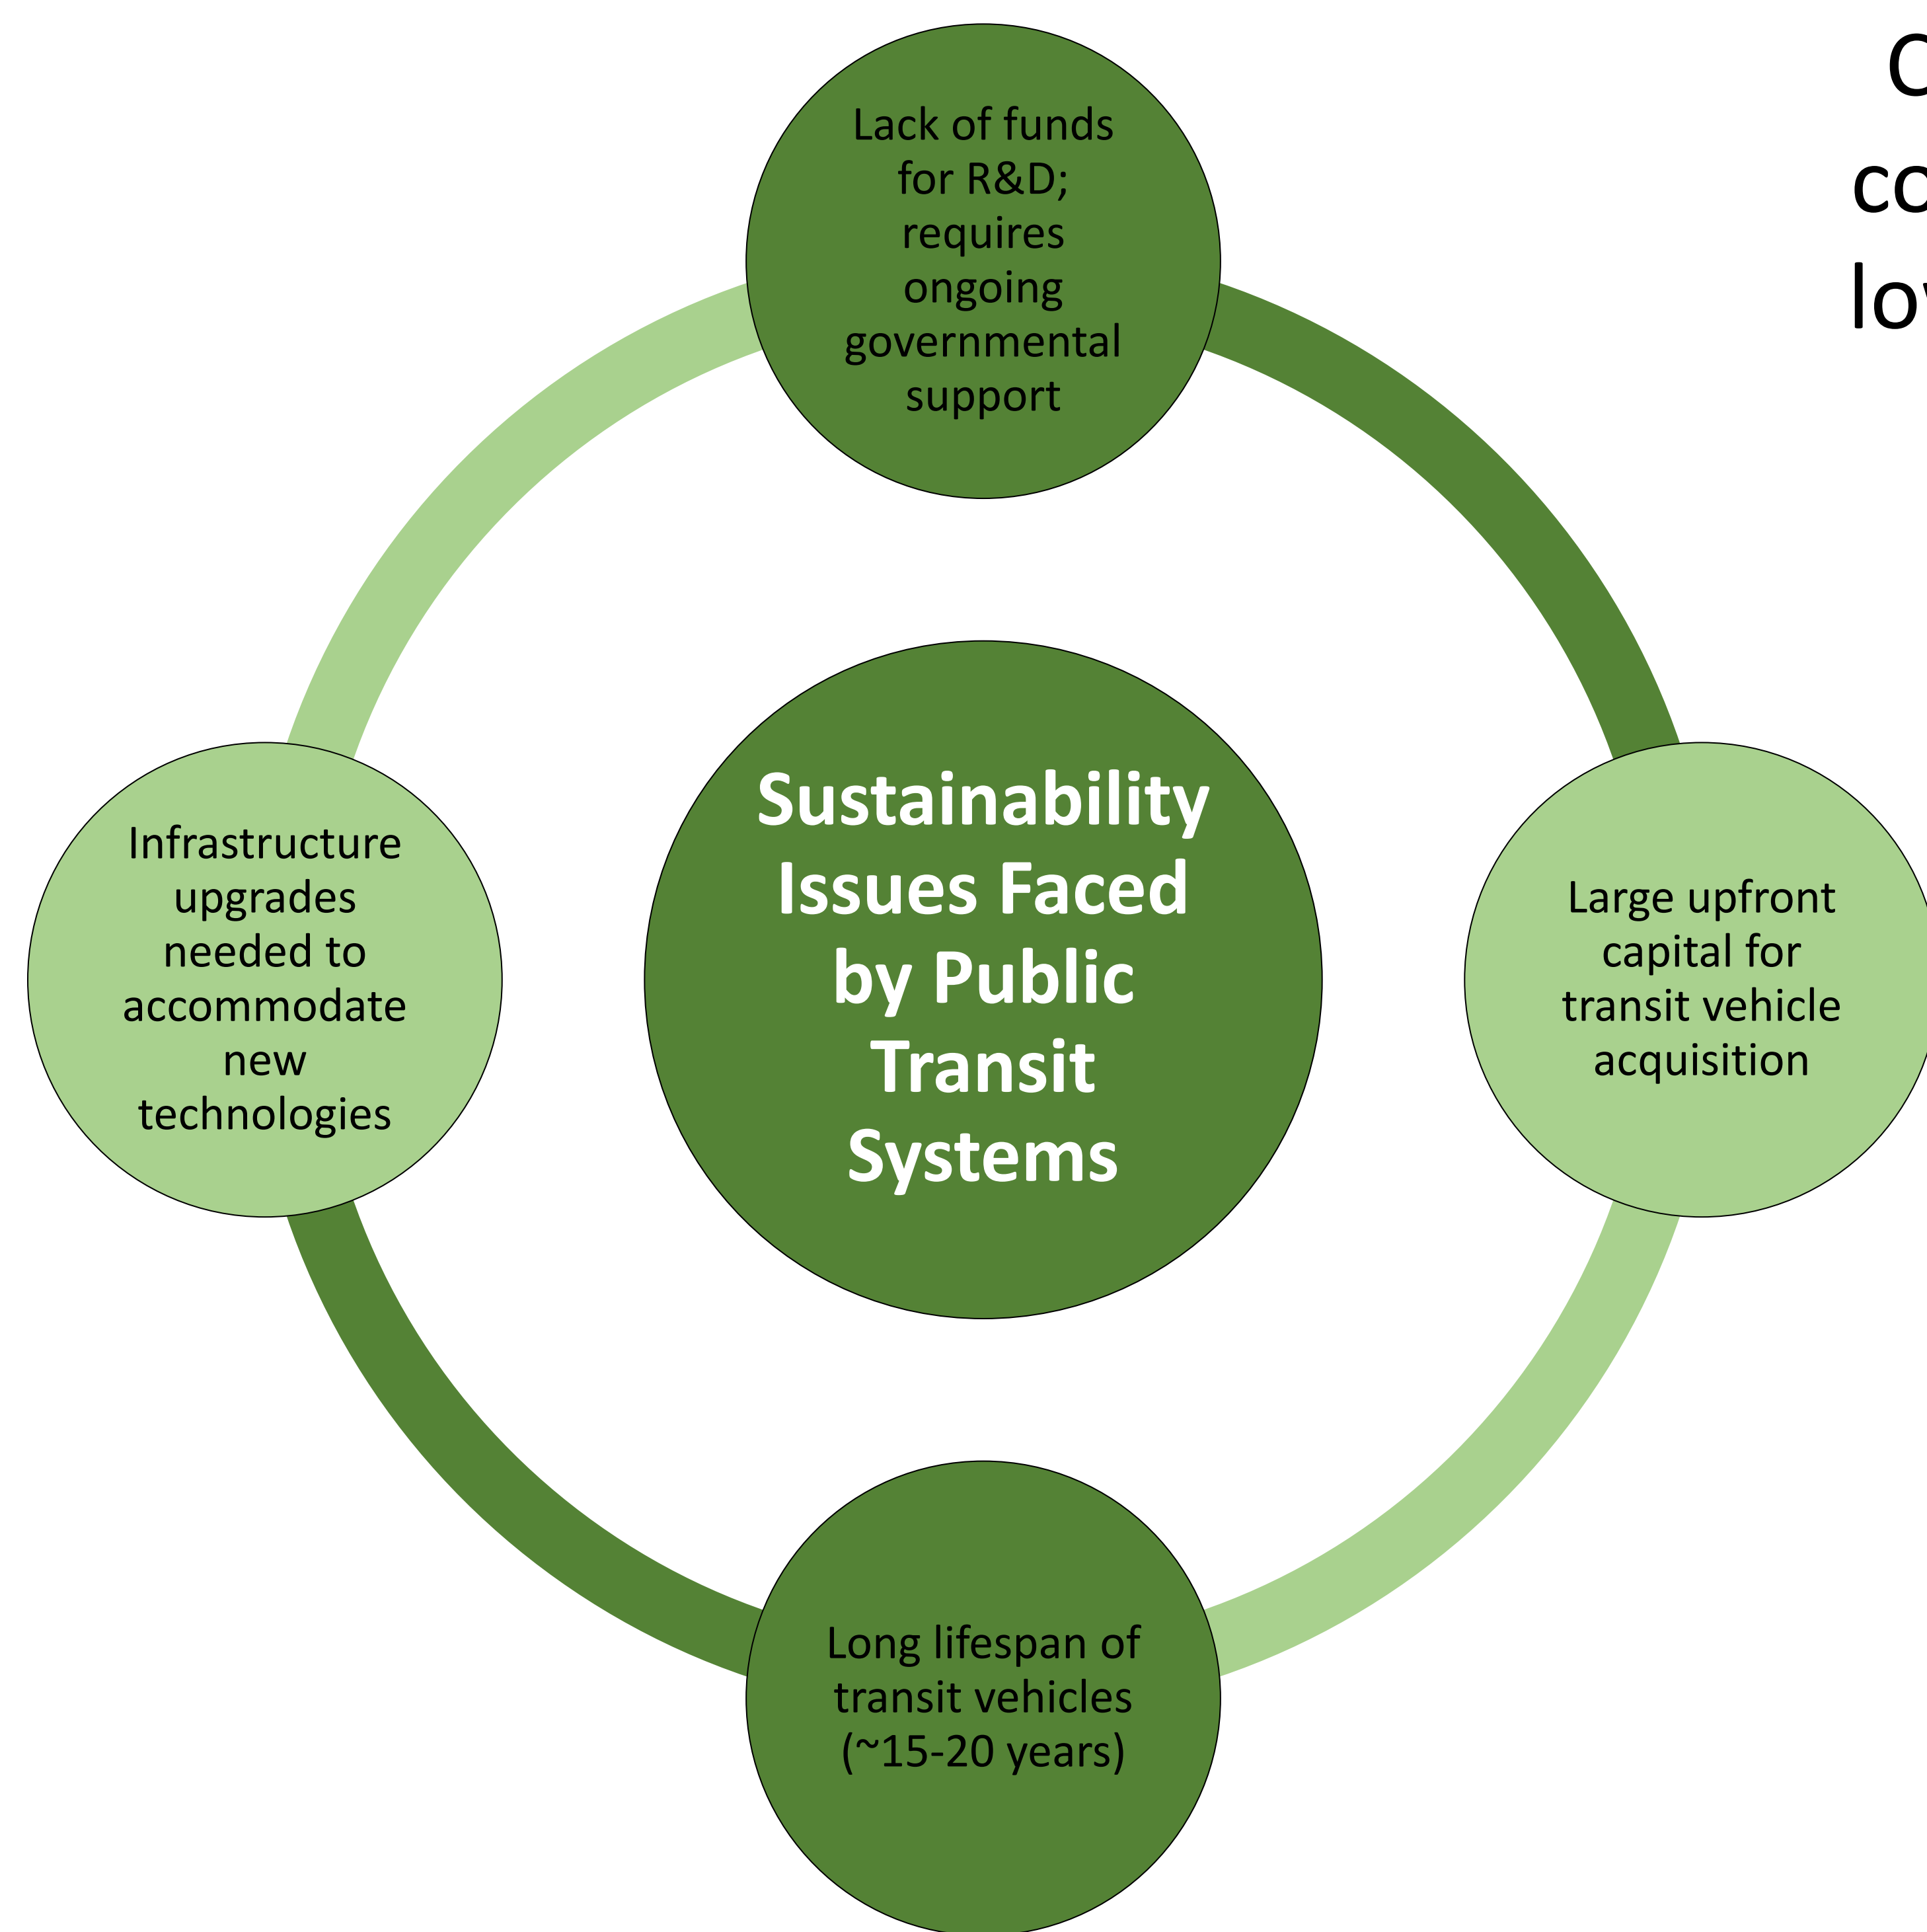 Lack of funds
for R&D;
requires
ongoing
governmental
support
Infrastructure
upgrades
needed to
accommodate
new
technologies
Sustainability
Issues Faced
by Public
Transit
Systems
Large upfront
capital for
transit vehicle
acquisition
Long lifespan of
transit vehicles
(~15-20 years)